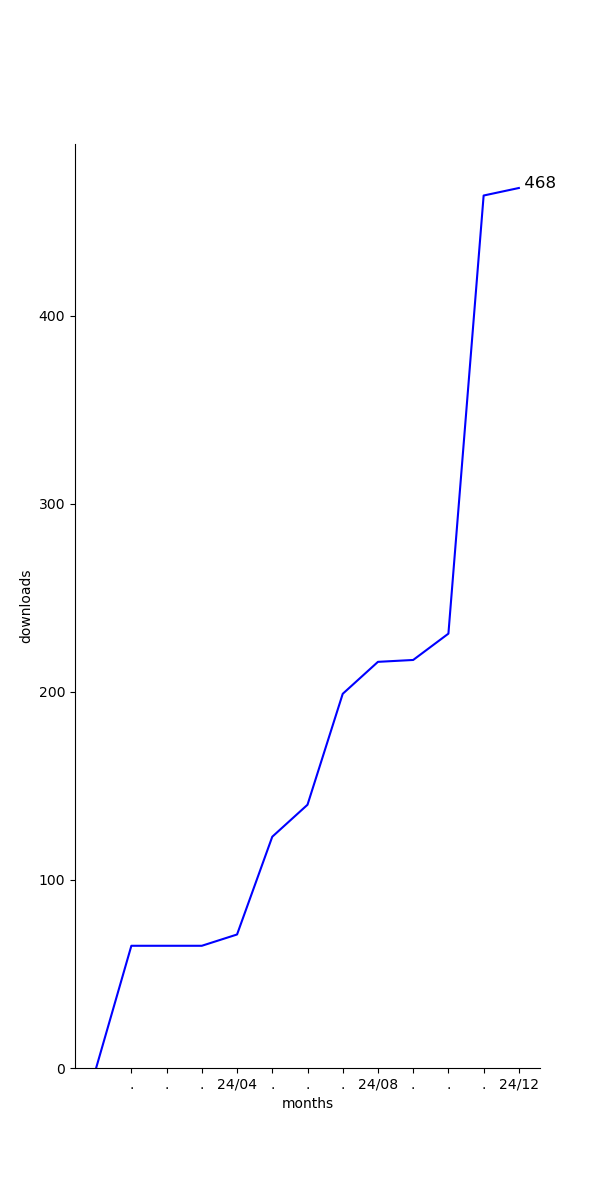 468
400
300
200
100
0
downloads
. . . 24/04 . . . 24/08 . . . 24/12
months